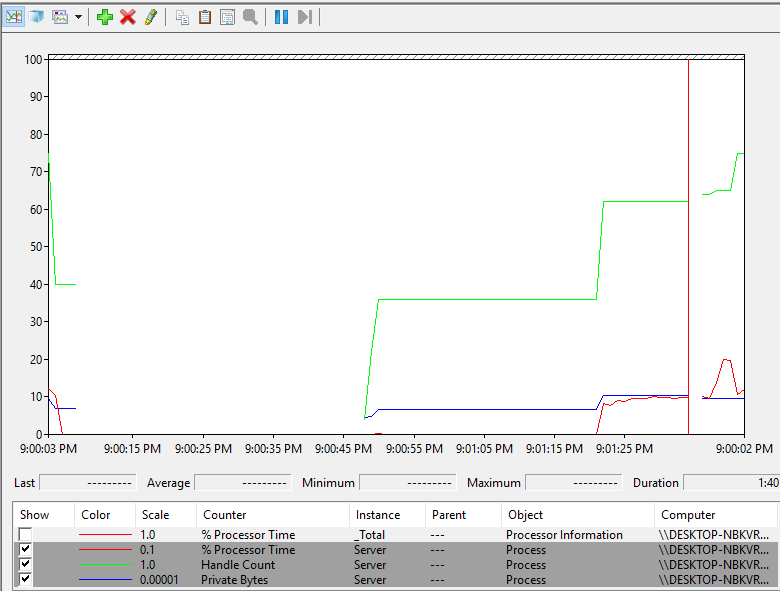 100
90
80
70
60
50
40
30
20
10
0
9:00:03 PM 9:00:15 PM 9:00:25 PM 9:00:35 PM 9:00:45 PM 9:00:55 PM 9:01:05 PM 9:01:15 PM 9:01:25 PM 9:00:02 PM
Last --------- Average --------- Minimum --------- Maximum --------- Duration 1:40
Show Color Scale Counter Instance Parent Object Computer
1.0 % Processor Time _Total --- Processor Information \\DESKTOP-NBKVR...
0.1 % Processor Time Server --- Process \\DESKTOP-NBKVR...
1.0 Handle Count Server --- Process \\DESKTOP-NBKVR...
0.00001 Private Bytes Server --- Process \\DESKTOP-NBKVR...